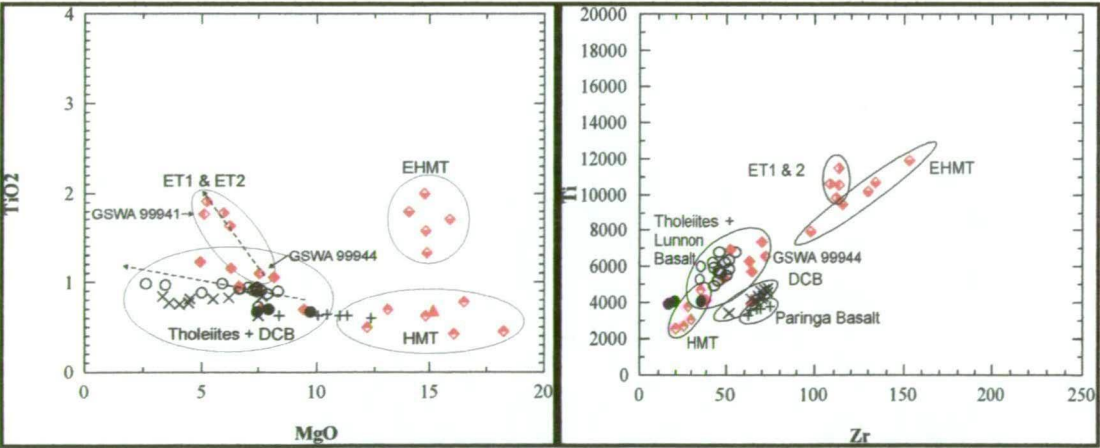 4
3
2
1
0
TiO2
ET1 & ET2
GSWA 99941
EHMT
GSWA 99944
Tholeiites + DCB
HMT
0
5
10
15
20
MgO
20000
18000
16000
14000
12000
10000
8000
6000
4000
2000
0
Ti
ET1 & 2
EHMT
Tholeiites +
Lunnon
Basalt
GSWA 99944
DCB
Paringa Basalt
HMT
0
50
100
150
200
250
Zr